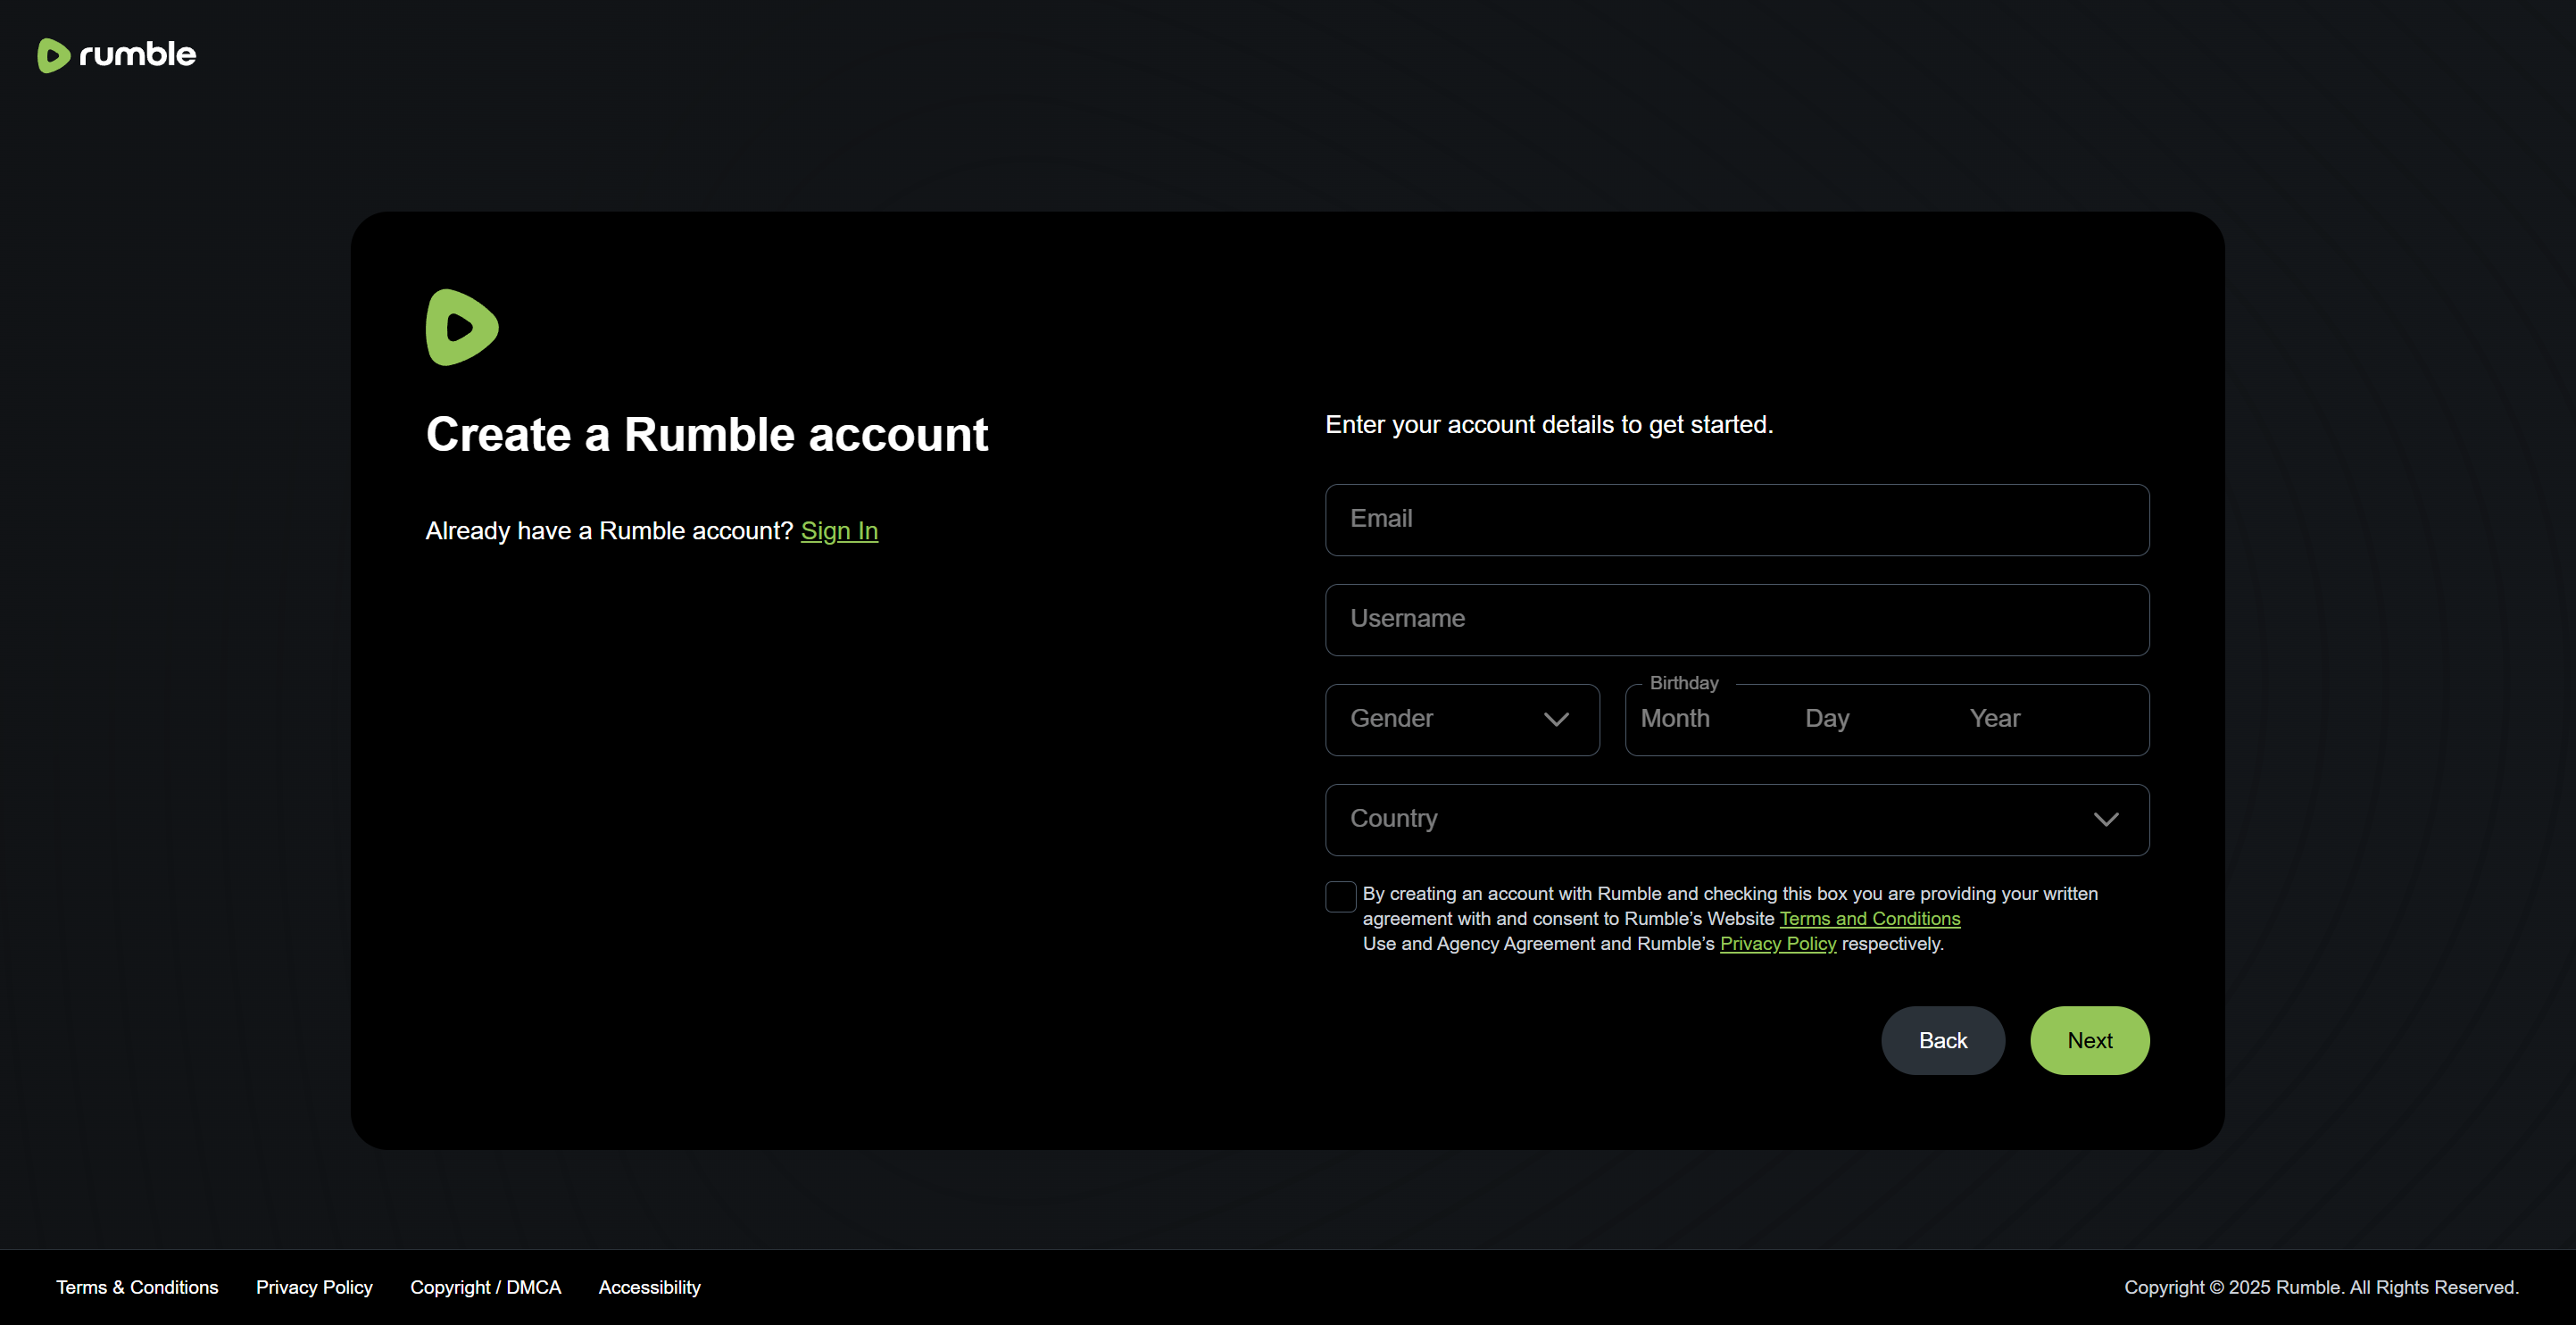 rumble
Create a Rumble account
Already have a Rumble account? Sign In
Enter your account details to get started.
Email
Username
Gender
Birthday
Month Day Year
Country
By creating an account with Rumble and checking this box you are providing your written
agreement with and consent to Rumble’s Website Terms and Conditions
Use and Agency Agreement and Rumble’s Privacy Policy respectively.
Back
Next
Terms & Conditions Privacy Policy Copyright / DMCA Accessibility
Copyright © 2025 Rumble. All Rights Reserved.